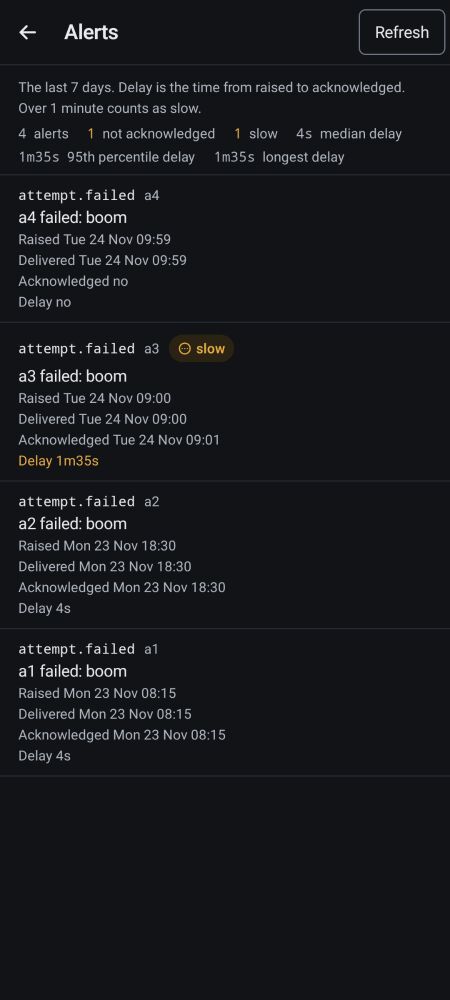 Alerts
Refresh
The last 7 days. Delay is the time from raised to acknowledged.
Over 1 minute counts as slow.
4 alerts 1 not acknowledged 1 slow 4s median delay
1m35s 95th percentile delay 1m35s longest delay
attempt.failed a4
a4 failed: boom
Raised Tue 24 Nov 09:59
Delivered Tue 24 Nov 09:59
Acknowledged no
Delay no
attempt.failed a3 slow
a3 failed: boom
Raised Tue 24 Nov 09:00
Delivered Tue 24 Nov 09:00
Acknowledged Tue 24 Nov 09:01
Delay 1m35s
attempt.failed a2
a2 failed: boom
Raised Mon 23 Nov 18:30
Delivered Mon 23 Nov 18:30
Acknowledged Mon 23 Nov 18:30
Delay 4s
attempt.failed a1
a1 failed: boom
Raised Mon 23 Nov 08:15
Delivered Mon 23 Nov 08:15
Acknowledged Mon 23 Nov 08:15
Delay 4s